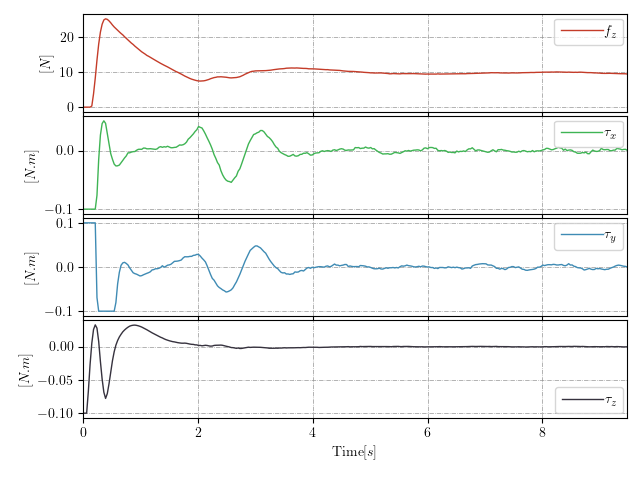 [N]
20
10
0
f_z
[N.m]
0.0
−0.1
τ_x
[N.m]
0.1
0.0
−0.1
τ_y
[N.m]
0.00
−0.05
−0.10
τ_z
0 2 4 6 8
Time[s]